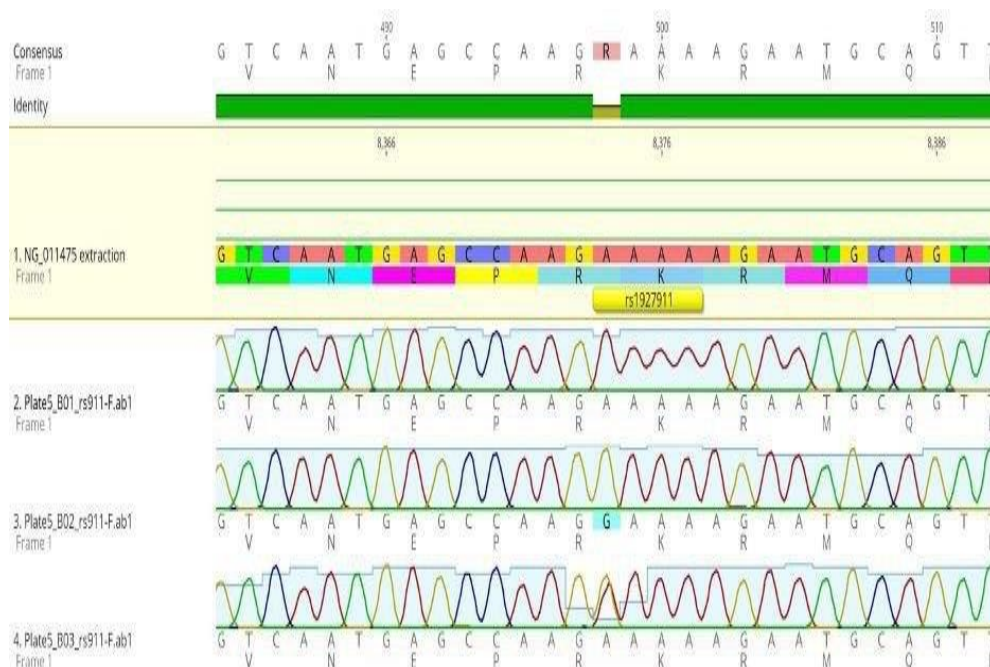 490 500 510
Consensus G T C A A T G A G C C A A G R A A A G A A T G C A G T T
Frame 1 V N E P R K R M Q
Identity
8,366 8,376 8,386
1. NG_011475 extraction G T C A A T G A G C C A A G A A A A G A A T G C A G T T
Frame 1 V N E P R K R M Q
rs1927911
2. Plate5_B01_rs911-F.ab1 G T C A A T G A G C C A A G A A A A G A A T G C A G T T
Frame 1 V N E P R K R M Q
3. Plate5_B02_rs911-F.ab1 G T C A A T G A G C C A A G G A A A G A A T G C A G T
Frame 1 V N E P R K R M Q
4. Plate5_B03_rs911-F.ab1 G T C A A T G A G C C A A G A A A A G A A T G C A G T T
Frame 1 V N E P R K R M Q